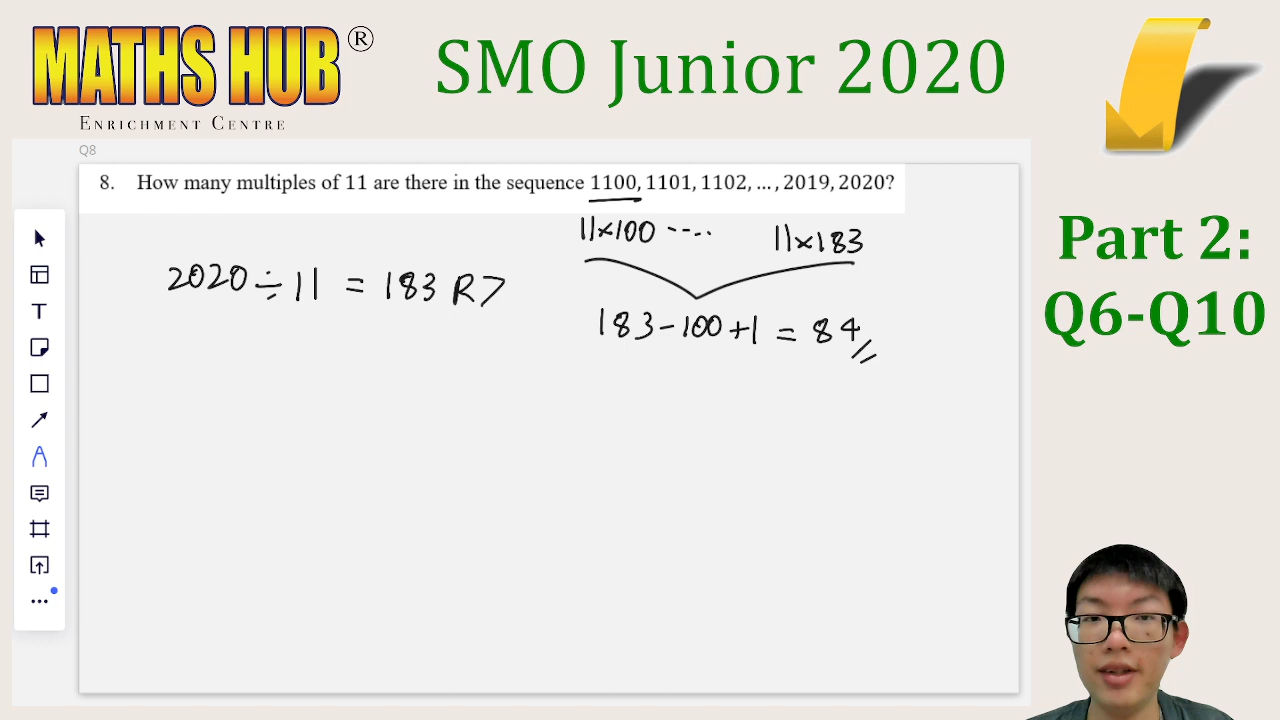 MATHS HUB®
ENRICHMENT CENTRE
SMO Junior 2020
Part 2:
Q6-Q10
Q8
8. How many multiples of 11 are there in the sequence 1100, 1101, 1102, ... , 2019, 2020?
11×100 ---- 11×183
2020 ÷ 11 = 183 R7
183-100+1 = 84
T